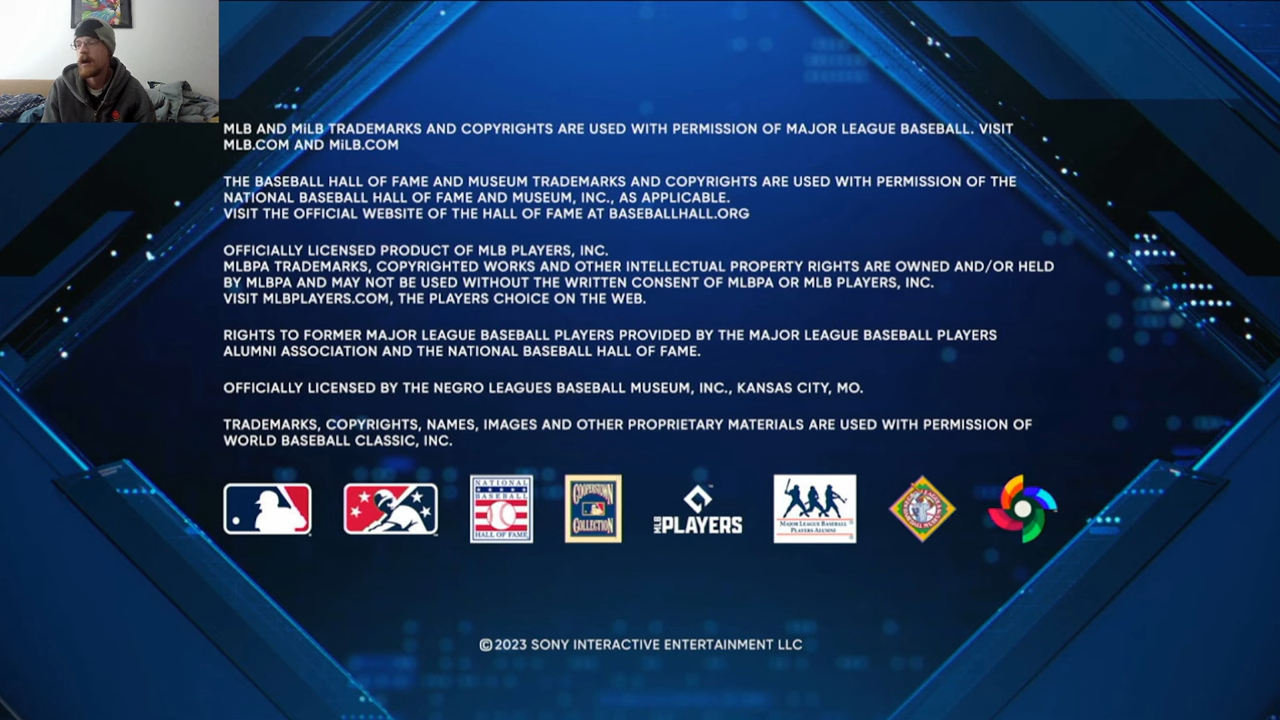 MLB AND MiLB TRADEMARKS AND COPYRIGHTS ARE USED WITH PERMISSION OF MAJOR LEAGUE BASEBALL. VISIT
MLB.COM AND MiLB.COM
THE BASEBALL HALL OF FAME AND MUSEUM TRADEMARKS AND COPYRIGHTS ARE USED WITH PERMISSION OF THE
NATIONAL BASEBALL HALL OF FAME AND MUSEUM, INC., AS APPLICABLE.
VISIT THE OFFICIAL WEBSITE OF THE HALL OF FAME AT BASEBALLHALL.ORG
OFFICIALLY LICENSED PRODUCT OF MLB PLAYERS, INC.
MLBPA TRADEMARKS, COPYRIGHTED WORKS AND OTHER INTELLECTUAL PROPERTY RIGHTS ARE OWNED AND/OR HELD
BY MLBPA AND MAY NOT BE USED WITHOUT THE WRITTEN CONSENT OF MLBPA OR MLB PLAYERS, INC.
VISIT MLBPLAYERS.COM, THE PLAYERS CHOICE ON THE WEB.
RIGHTS TO FORMER MAJOR LEAGUE BASEBALL PLAYERS PROVIDED BY THE MAJOR LEAGUE BASEBALL PLAYERS
ALUMNI ASSOCIATION AND THE NATIONAL BASEBALL HALL OF FAME.
OFFICIALLY LICENSED BY THE NEGRO LEAGUES BASEBALL MUSEUM, INC., KANSAS CITY, MO.
TRADEMARKS, COPYRIGHTS, NAMES, IMAGES AND OTHER PROPRIETARY MATERIALS ARE USED WITH PERMISSION OF
WORLD BASEBALL CLASSIC, INC.
NATIONAL
BASEBALL
HALL OF FAME
COOPERSTOWN
COLLECTION
MLB PLAYERS
MAJOR LEAGUE BASEBALL
PLAYERS ALUMNI
©2023 SONY INTERACTIVE ENTERTAINMENT LLC